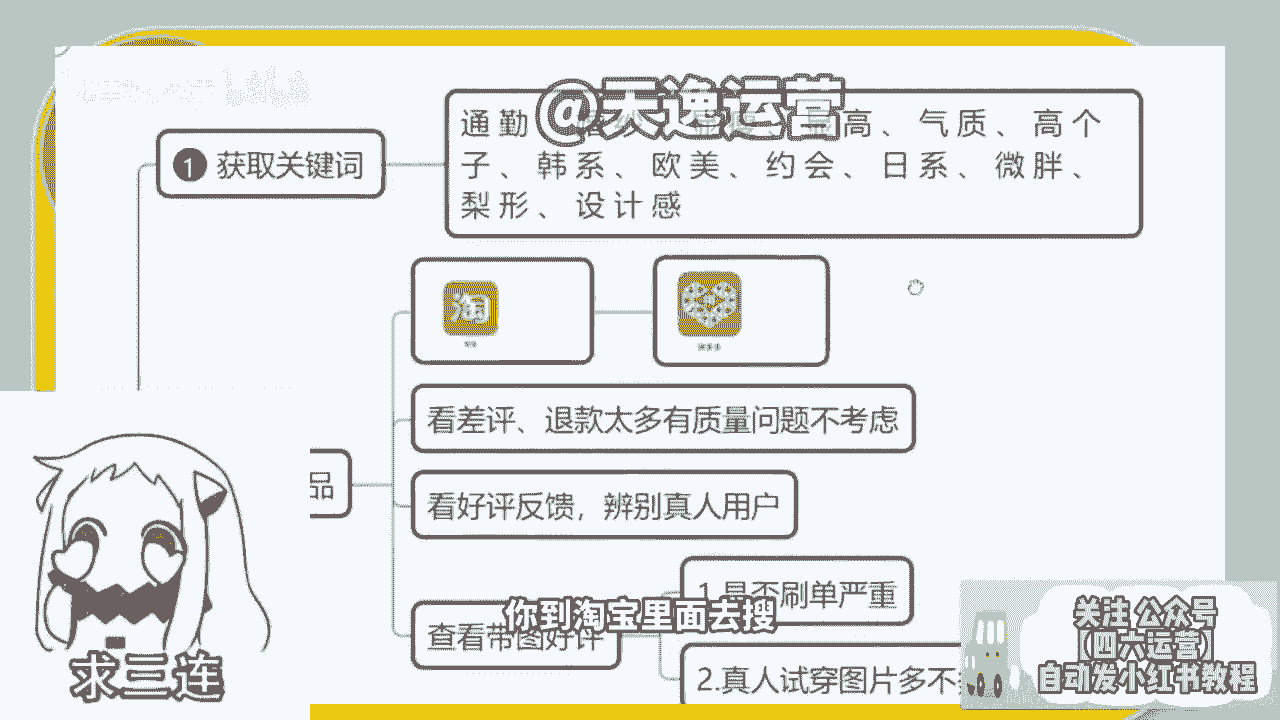 @天逸运营
通勤
高、气质、高个
子、韩系、欧美、约会、日系、微胖、
梨形、设计感
1 获取关键词
淘
看差评、退款太多有质量问题不考虑
品
看好评反馈，辨别真人用户
1.是否刷单严重
你到淘宝里面去搜
查看带图好评
2.真人试穿图片多不
求三连
关注 公众号
[四六运营]
自动发小红书教程